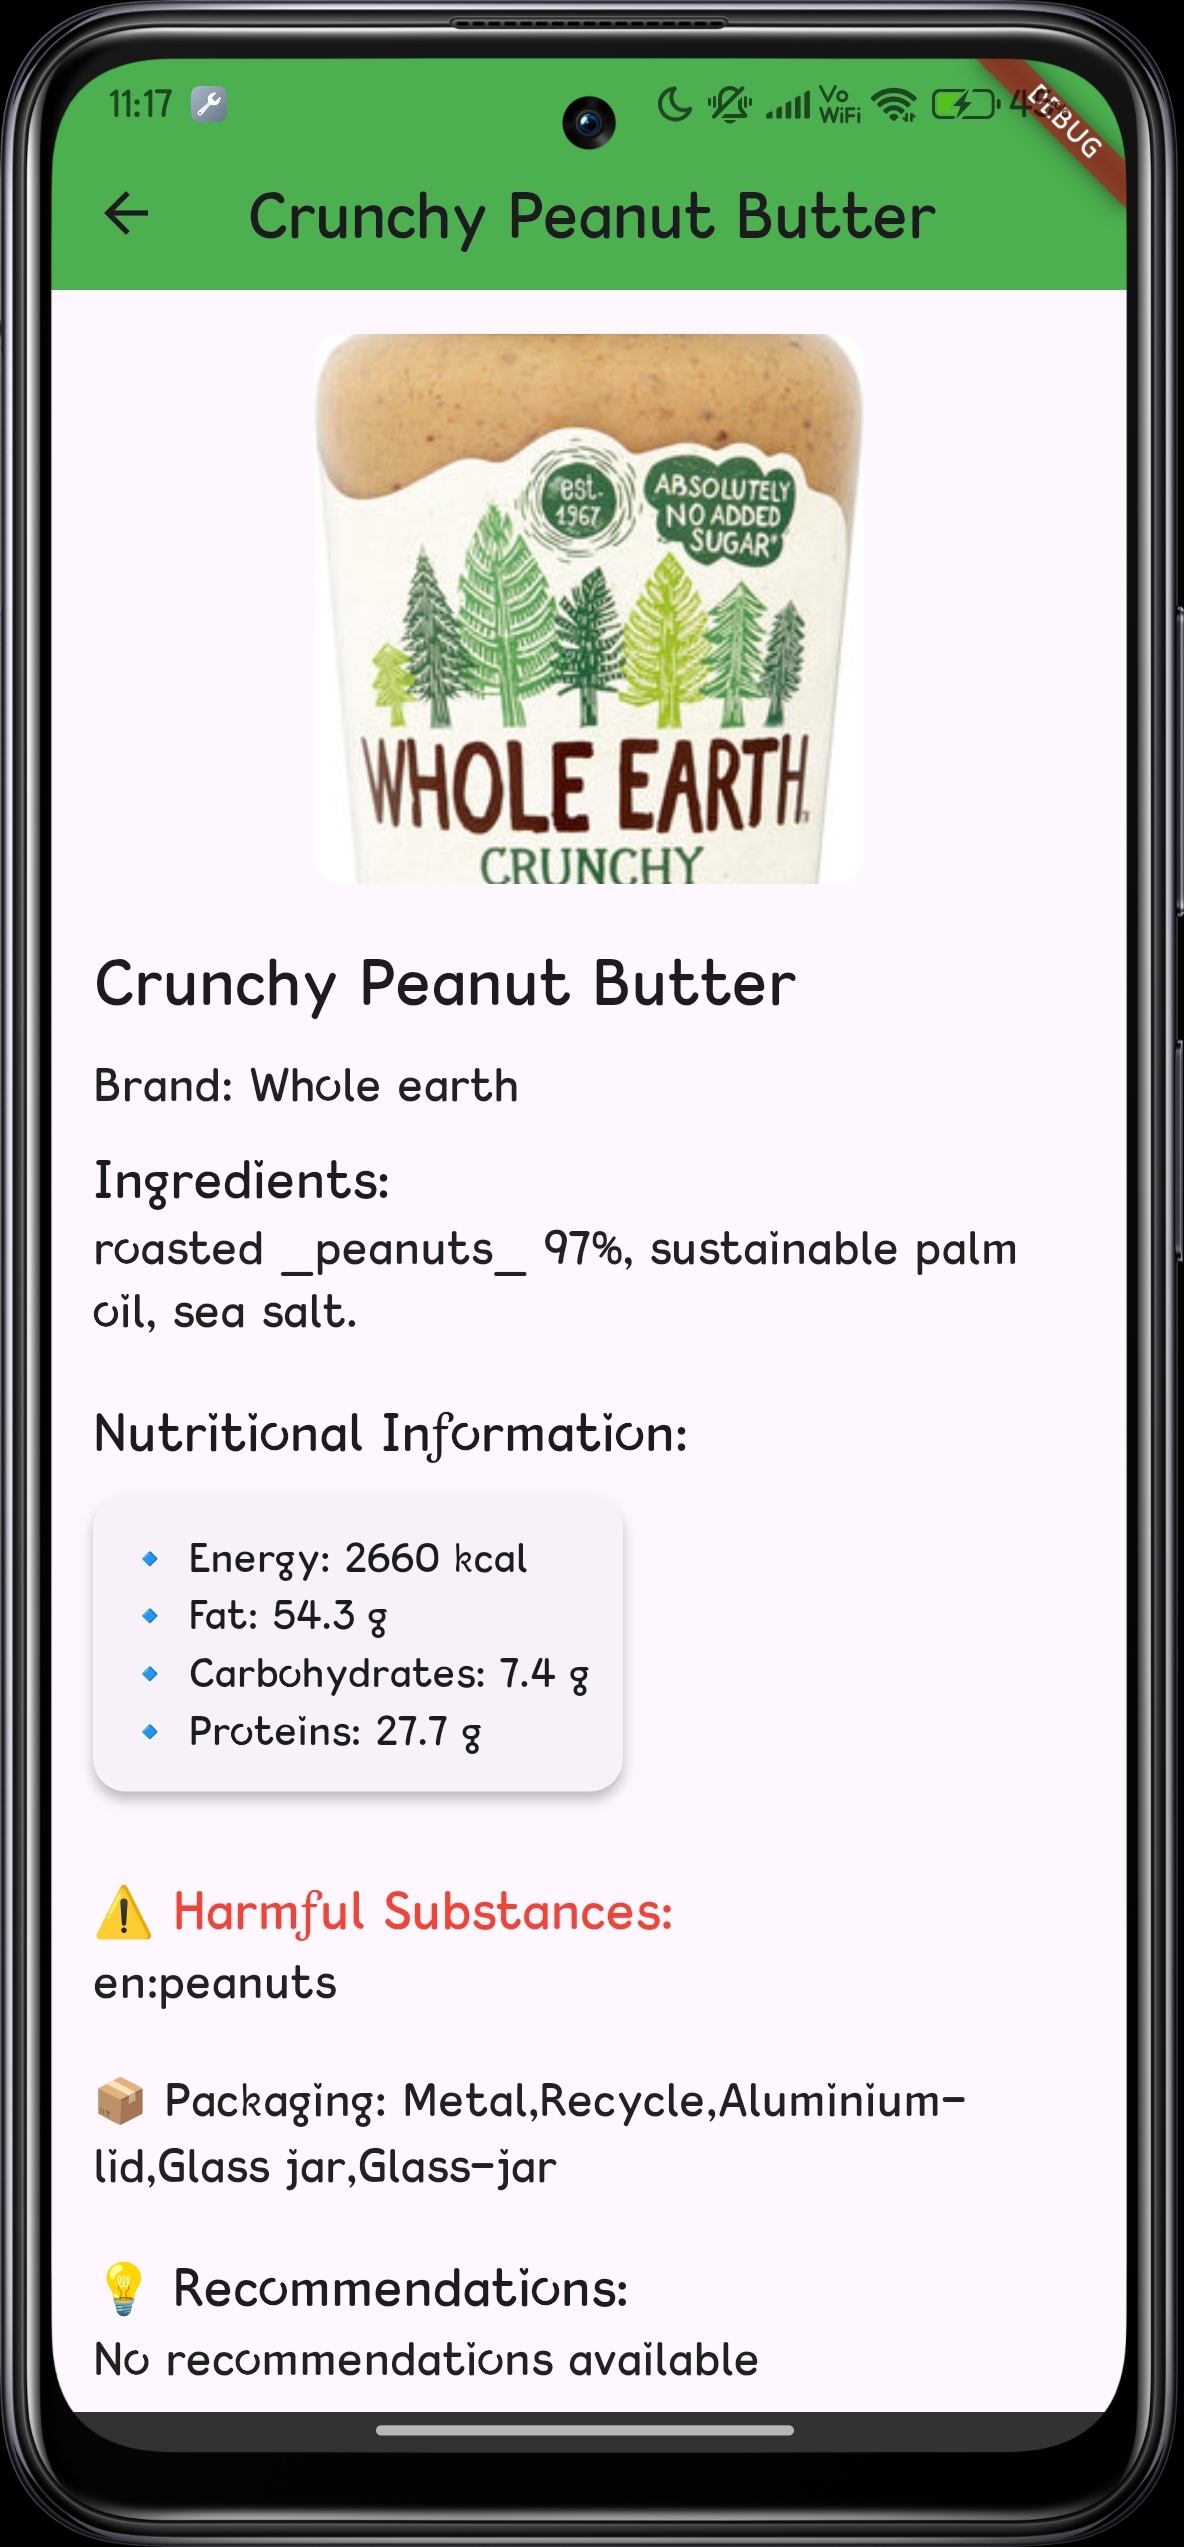 11:17
Vo
WiFi
DEBUG
Crunchy Peanut Butter
est.
1967
ABSOLUTELY
NO ADDED
SUGAR*
WHOLE EARTH
CRUNCHY
Crunchy Peanut Butter
Brand: Whole earth
Ingredients:
roasted _peanuts_ 97%, sustainable palm
oil, sea salt.
Nutritional Information:
Energy: 2660 kcal
Fat: 54.3 g
Carbohydrates: 7.4 g
Proteins: 27.7 g
Harmful Substances:
en:peanuts
Packaging: Metal,Recycle,Aluminium-
lid,Glass jar,Glass-jar
Recommendations:
No recommendations available